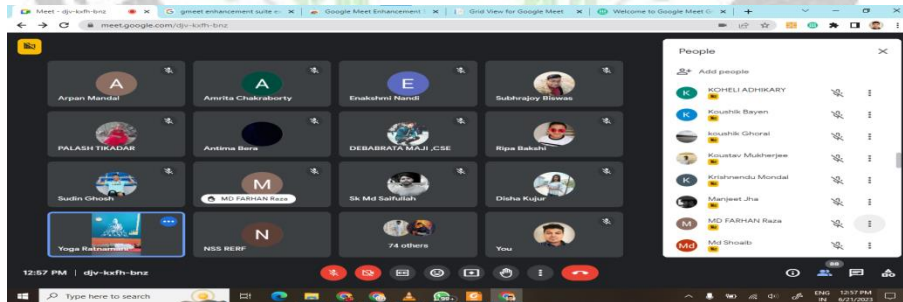 Meet - djv-kxfh-bnz
gmeet enhancement suite e
Google Meet Enhancement S
Grid View for Google Meet
Welcome to Google Meet G
meet.google.com/djv-kxfh-bnz
People
Add people
A
Arpan Mandal
A
Amrita Chakraborty
E
Enakshmi Nandi
Subhrajoy Biswas
K
KOHELI ADHIKARY
K
Koushik Bayen
PALASH TIKADAR
Antima Bera
DEBABRATA MAJI ,CSE
Ripa Bakshi
koushik Ghorai
Koustav Mukherjee
Sudin Ghosh
M
MD FARHAN Raza
Sk Md Saifullah
Disha Kujur
K
Krishnendu Mondal
Manjeet Jha
Yoga Ratnam
N
NSS RERF
74 others
You
M
MD FARHAN Raza
Md
Md Shoaib
12:57 PM | djv-kxfh-bnz
88
Type here to search
ENG
IN
12:57 PM
6/21/2023